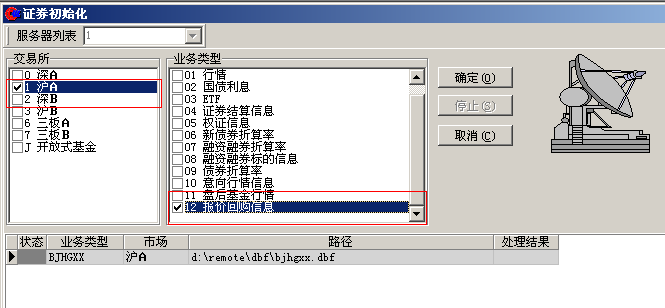 证券初始化
服务器列表 1
交易所
0 深A
1 沪A
2 深B
3 沪B
6 三板A
7 三板B
J 开放式基金
业务类型
01 行情
02 国债利息
03 ETF
04 证券结算信息
05 权证信息
06 新债券折算率
07 融资融券折算率
08 融资融券标的信息
09 债券折算率
10 意向行情信息
11 盘后基金行情
12 报价回购信息
确定(O)
停止(S)
取消(C)
状态 业务类型 市场 路径 处理结果
BJHGXX 沪A d:\remote\dbf\bjhgxx.dbf